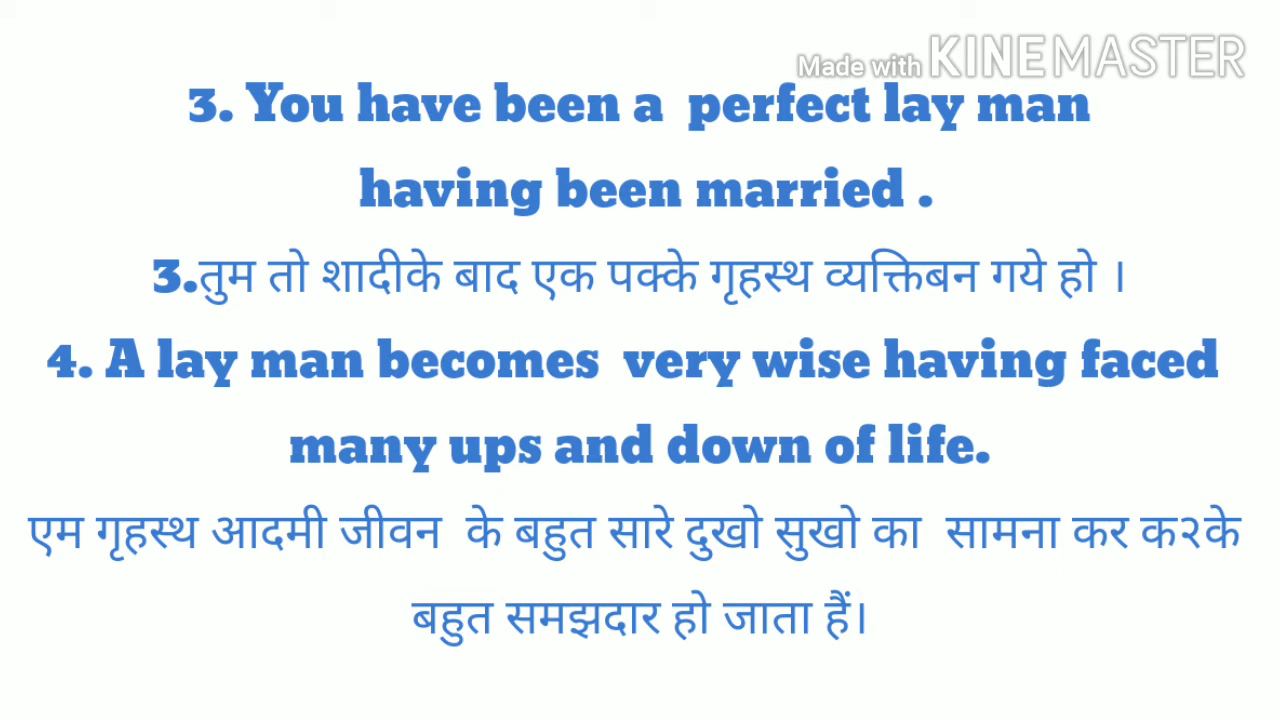 Made with KINEMASTER
3. You have been a perfect lay man
having been married .
3.तुम तो शादीके बाद एक पक्के गृहस्थ व्यक्तिबन गये हो ।
4. A lay man becomes very wise having faced
many ups and down of life.
एम गृहस्थ आदमी जीवन के बहुत सारे दुखो सुखो का सामना कर क२के
बहुत समझदार हो जाता हैं।